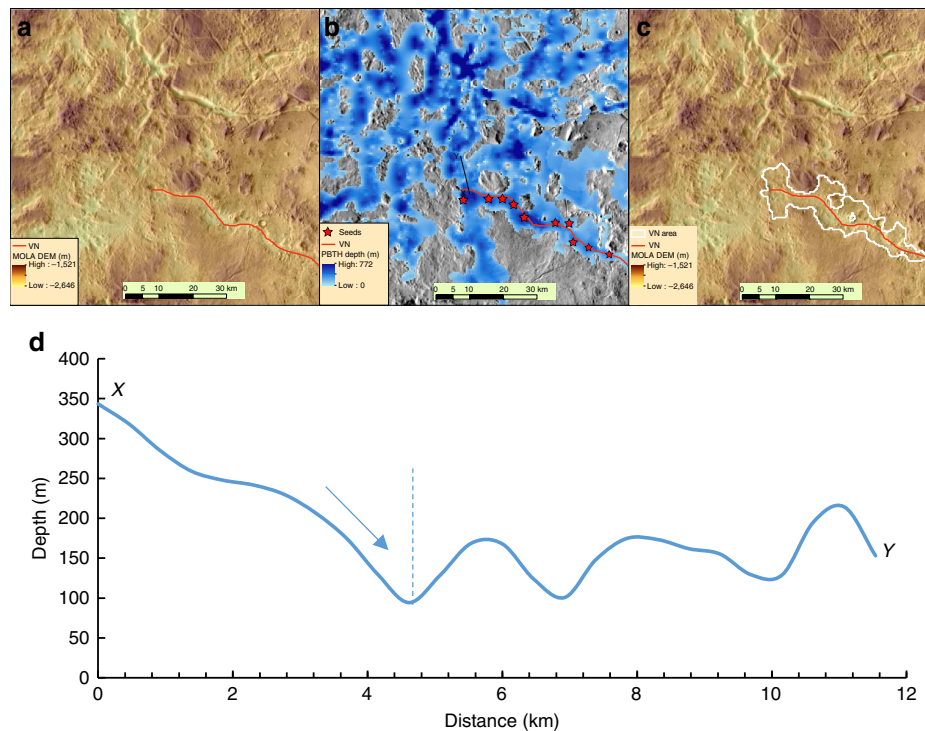 a
VN
MOLA DEM (m)
High : –1,521
Low : –2,646
0 5 10 20 30 km
b
Seeds
VN
PBTH depth (m)
High: 772
Low : 0
0 5 10 20 30 km
c
VN area
VN
MOLA DEM (m)
High : –1,521
Low : –2,646
0 5 10 20 30 km
d
400
350
300
250
200
150
100
50
0
Depth (m)
X
Y
0 2 4 6 8 10 12
Distance (km)